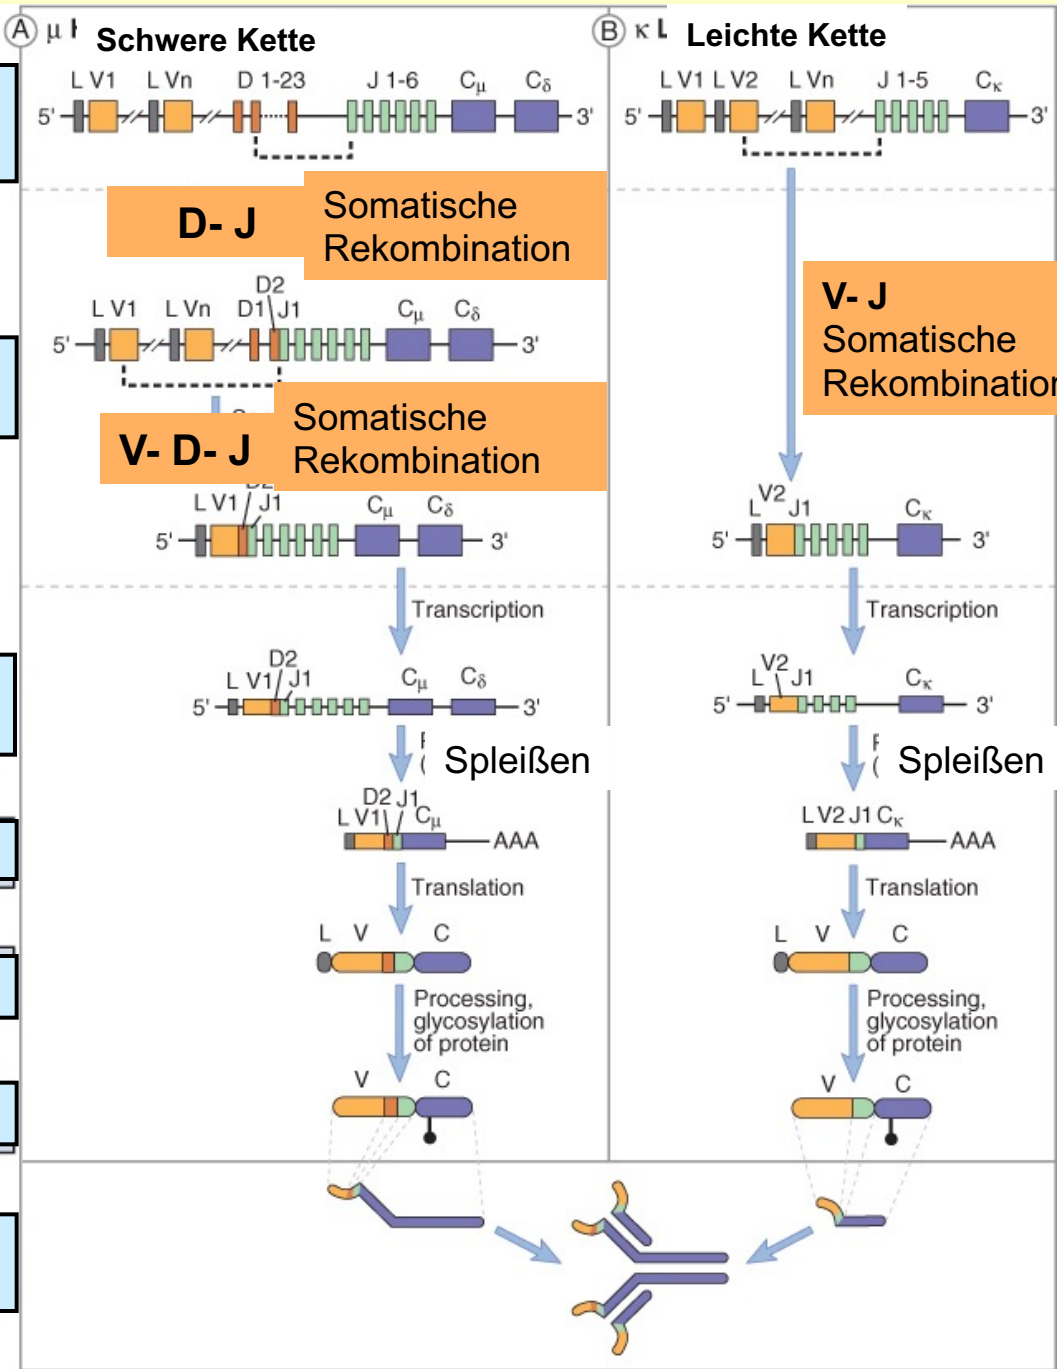 A μ Schwere Kette
L V1 L Vn D 1-23 J 1-6 Cμ Cδ
5' 3'
D- J
Somatische
Rekombination
D2
L V1 L Vn D1 J1 Cμ Cδ
5' 3'
V- D- J
Somatische
Rekombination
D2
L V1 J1 Cμ Cδ
5' 3'
Transcription
D2
L V1 J1 Cμ Cδ
5' 3'
Spleißen
D2 J1
L V1 Cμ
AAA
Translation
L V C
Processing,
glycosylation
of protein
V C
B κ L Leichte Kette
L V1 L V2 L Vn J 1-5 Cκ
5' 3'
V- J
Somatische
Rekombination
V2
L J1 Cκ
5' 3'
Transcription
V2
L J1 Cκ
5' 3'
Spleißen
L V2 J1 Cκ
AAA
Translation
L V C
Processing,
glycosylation
of protein
V C